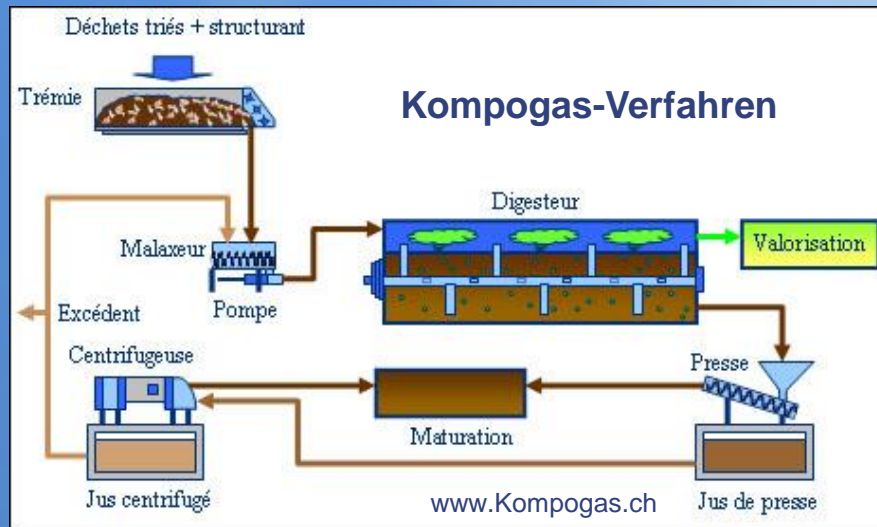 Déchets triés + structurant
Trémie
Kompogas-Verfahren
Digesteur
Malaxeur
Valorisation
Pompe
Excédent
Centrifugeuse
Presse
Maturation
Jus centrifugé
www.Kompogas.ch
Jus de presse